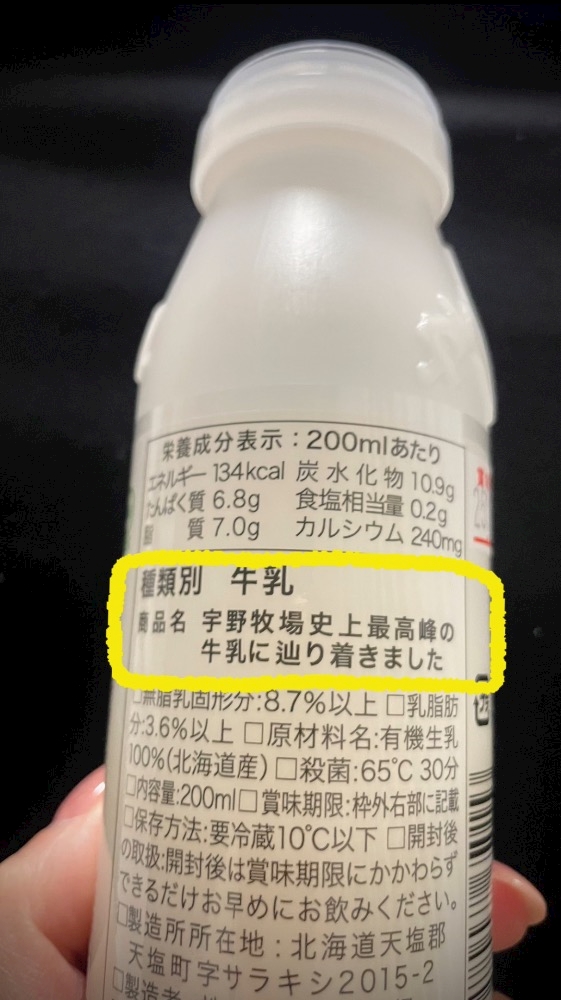 栄養成分表示：200mlあたり
エネルギー 134kcal 炭水化物 10.9g
たんぱく質 6.8g 食塩相当量 0.2g
脂質 7.0g カルシウム 240mg
種類別 牛乳
商品名 宇野牧場史上最高峰の
牛乳に辿り着きました
□無脂乳固形分:8.7%以上 □乳脂肪
分:3.6%以上 □原材料名:有機生乳
100%(北海道産) □殺菌:65℃ 30分
□内容量:200ml □賞味期限:枠外右部に記載
□保存方法:要冷蔵10℃以下 □開封後
の取扱:開封後は賞味期限にかかわらず
できるだけお早めにお飲みください。
□製造所所在地：北海道天塩郡
天塩町字サラキシ2015-2
□製造者